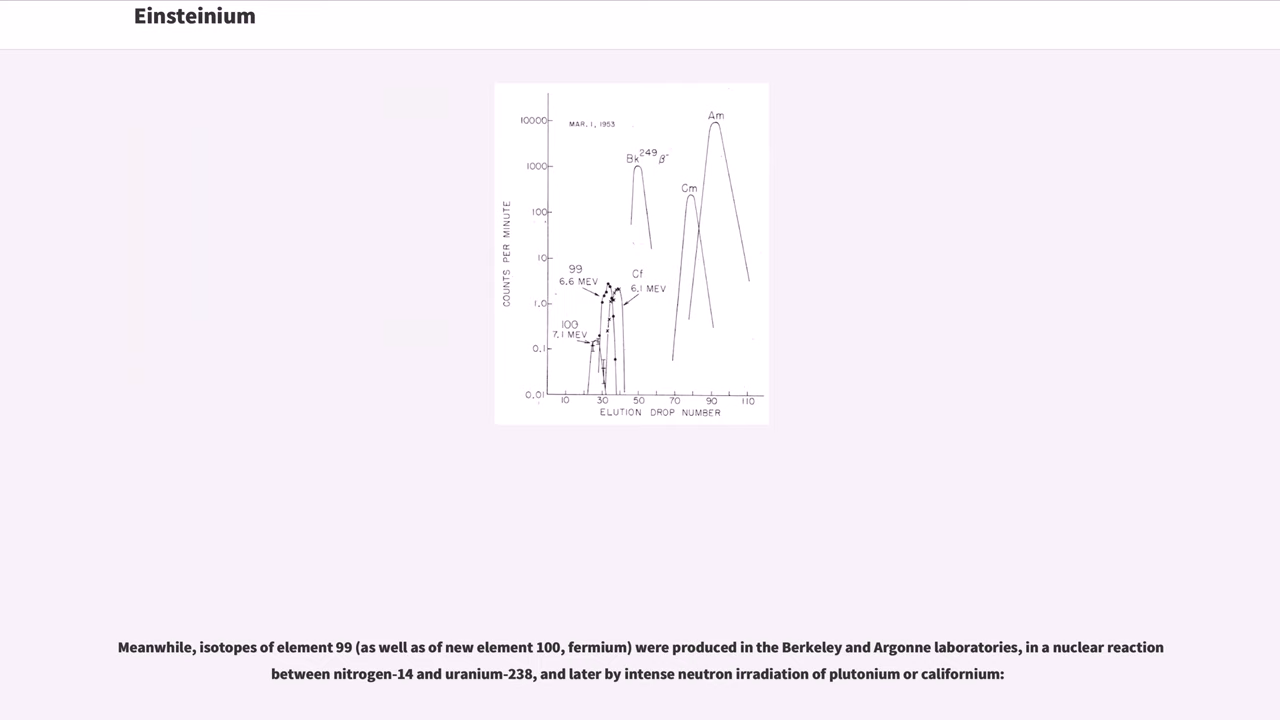 Einsteinium
MAR. 1, 1953
Am
10000
Bk249 β-
1000
Cm
100
COUNTS PER MINUTE
10
99
6.6 MEV
Cf
6.1 MEV
1.0
100
7.1 MEV
0.1
0.01
10 30 50 70 90 110
ELUTION DROP NUMBER
Meanwhile, isotopes of element 99 (as well as of new element 100, fermium) were produced in the Berkeley and Argonne laboratories, in a nuclear reaction
between nitrogen-14 and uranium-238, and later by intense neutron irradiation of plutonium or californium: